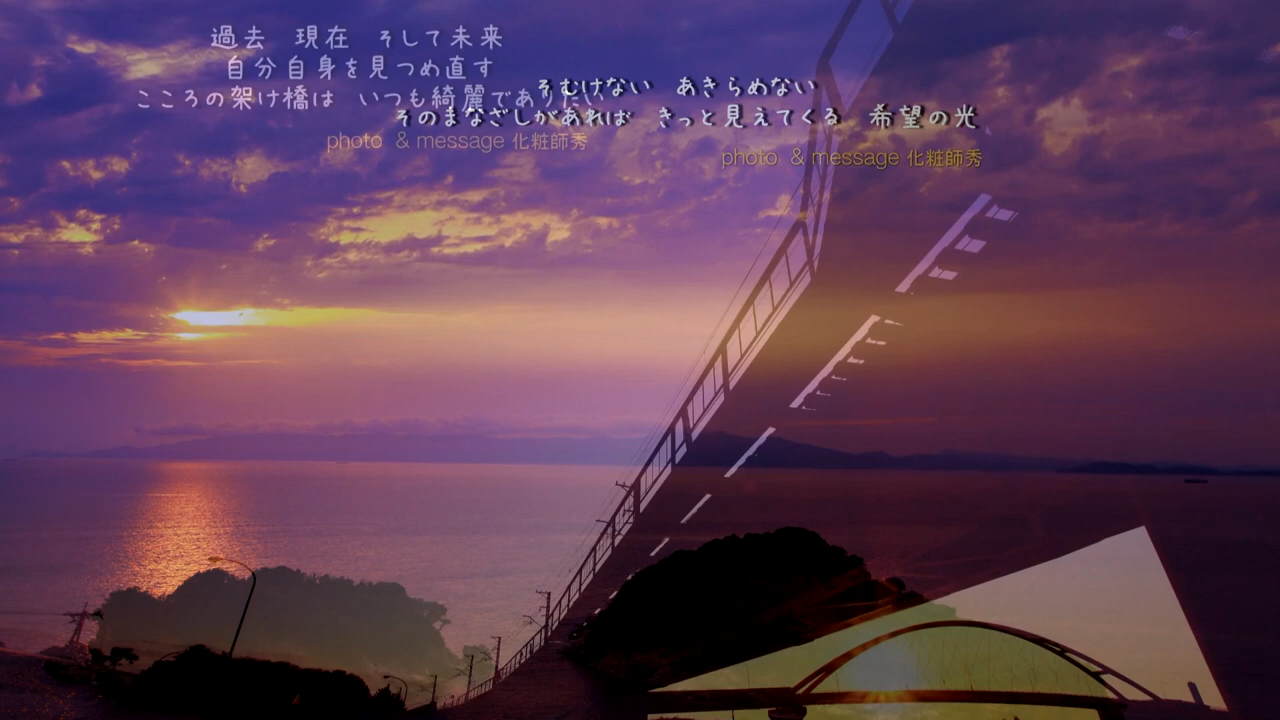 過去　現在　そして未来
自分自身を見つめ直す
こころの架け橋は　いつも綺麗でありたい
photo & message 化粧師秀
そむけない　あきらめない
そのまなざしがあれば　きっと見えてくる　希望の光
photo & message 化粧師秀